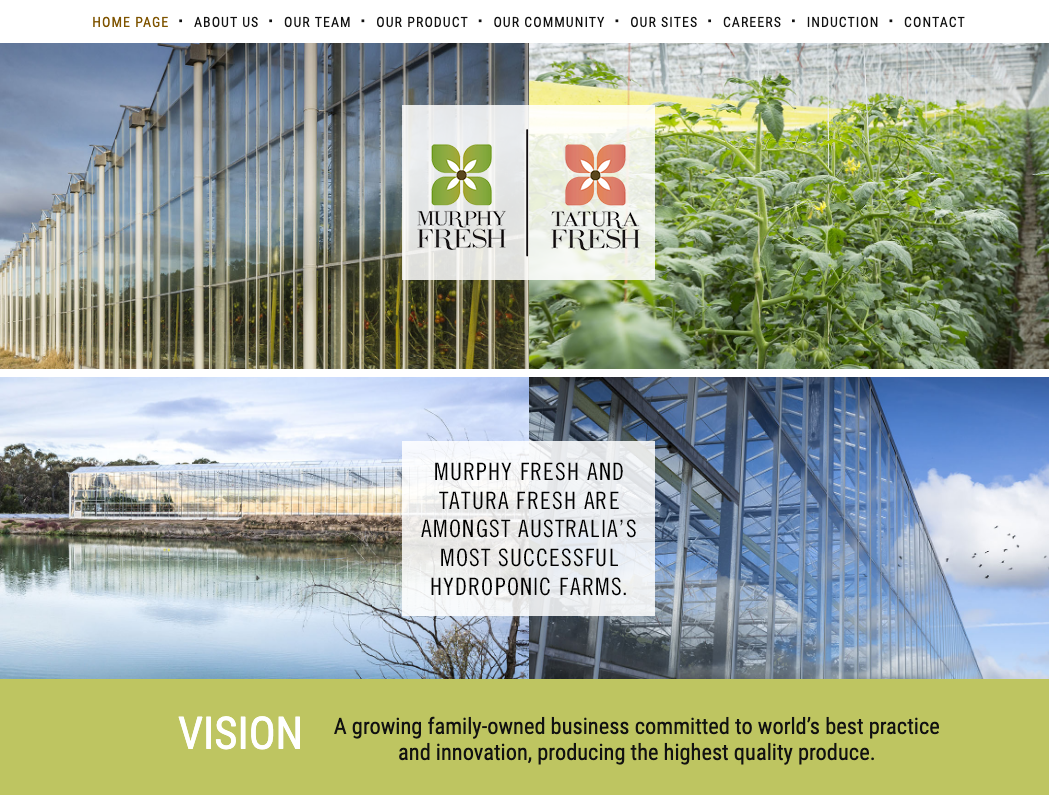 HOME PAGE · ABOUT US · OUR TEAM · OUR PRODUCT · OUR COMMUNITY · OUR SITES · CAREERS · INDUCTION · CONTACT
MURPHY
FRESH
TATURA
FRESH
MURPHY FRESH AND
TATURA FRESH ARE
AMONGST AUSTRALIA’S
MOST SUCCESSFUL
HYDROPONIC FARMS.
VISION
A growing family-owned business committed to world’s best practice
and innovation, producing the highest quality produce.